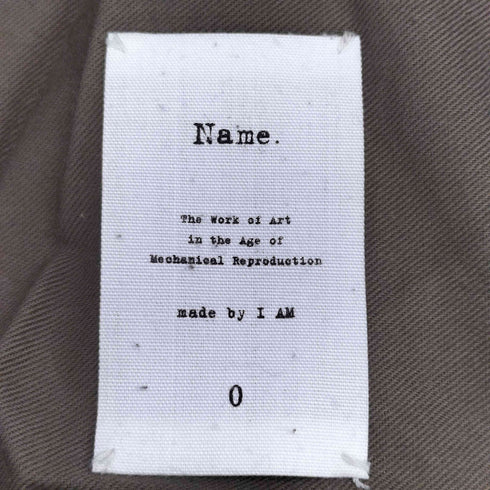 Name.
The Work of Art
in the Age of
Mechanical Reproduction
made by I AM
0